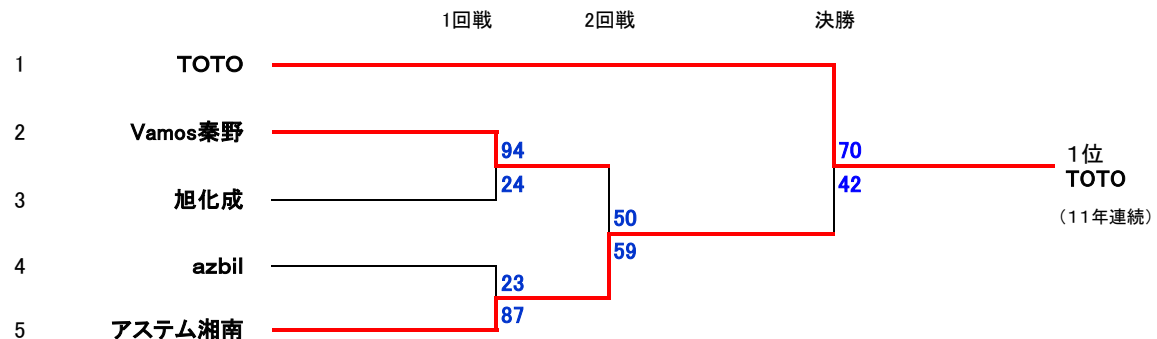 1回戦 2回戦 決勝
1 TOTO
2 Vamos秦野
94
70
1位
24
42
TOTO
3 旭化成
50
（11年連続）
59
4 azbil
23
87
5 アステム湘南